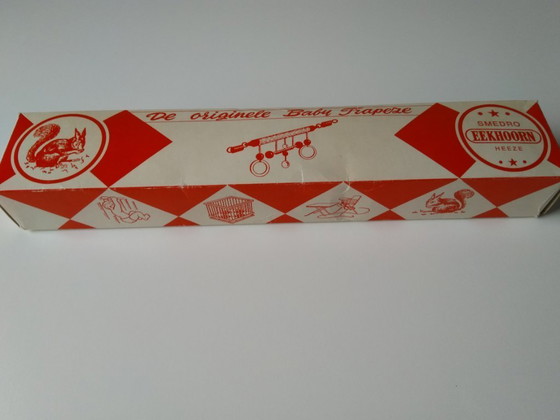 De originele Baby Trapeze
SMEDRO
EEKHOORN
HEEZE